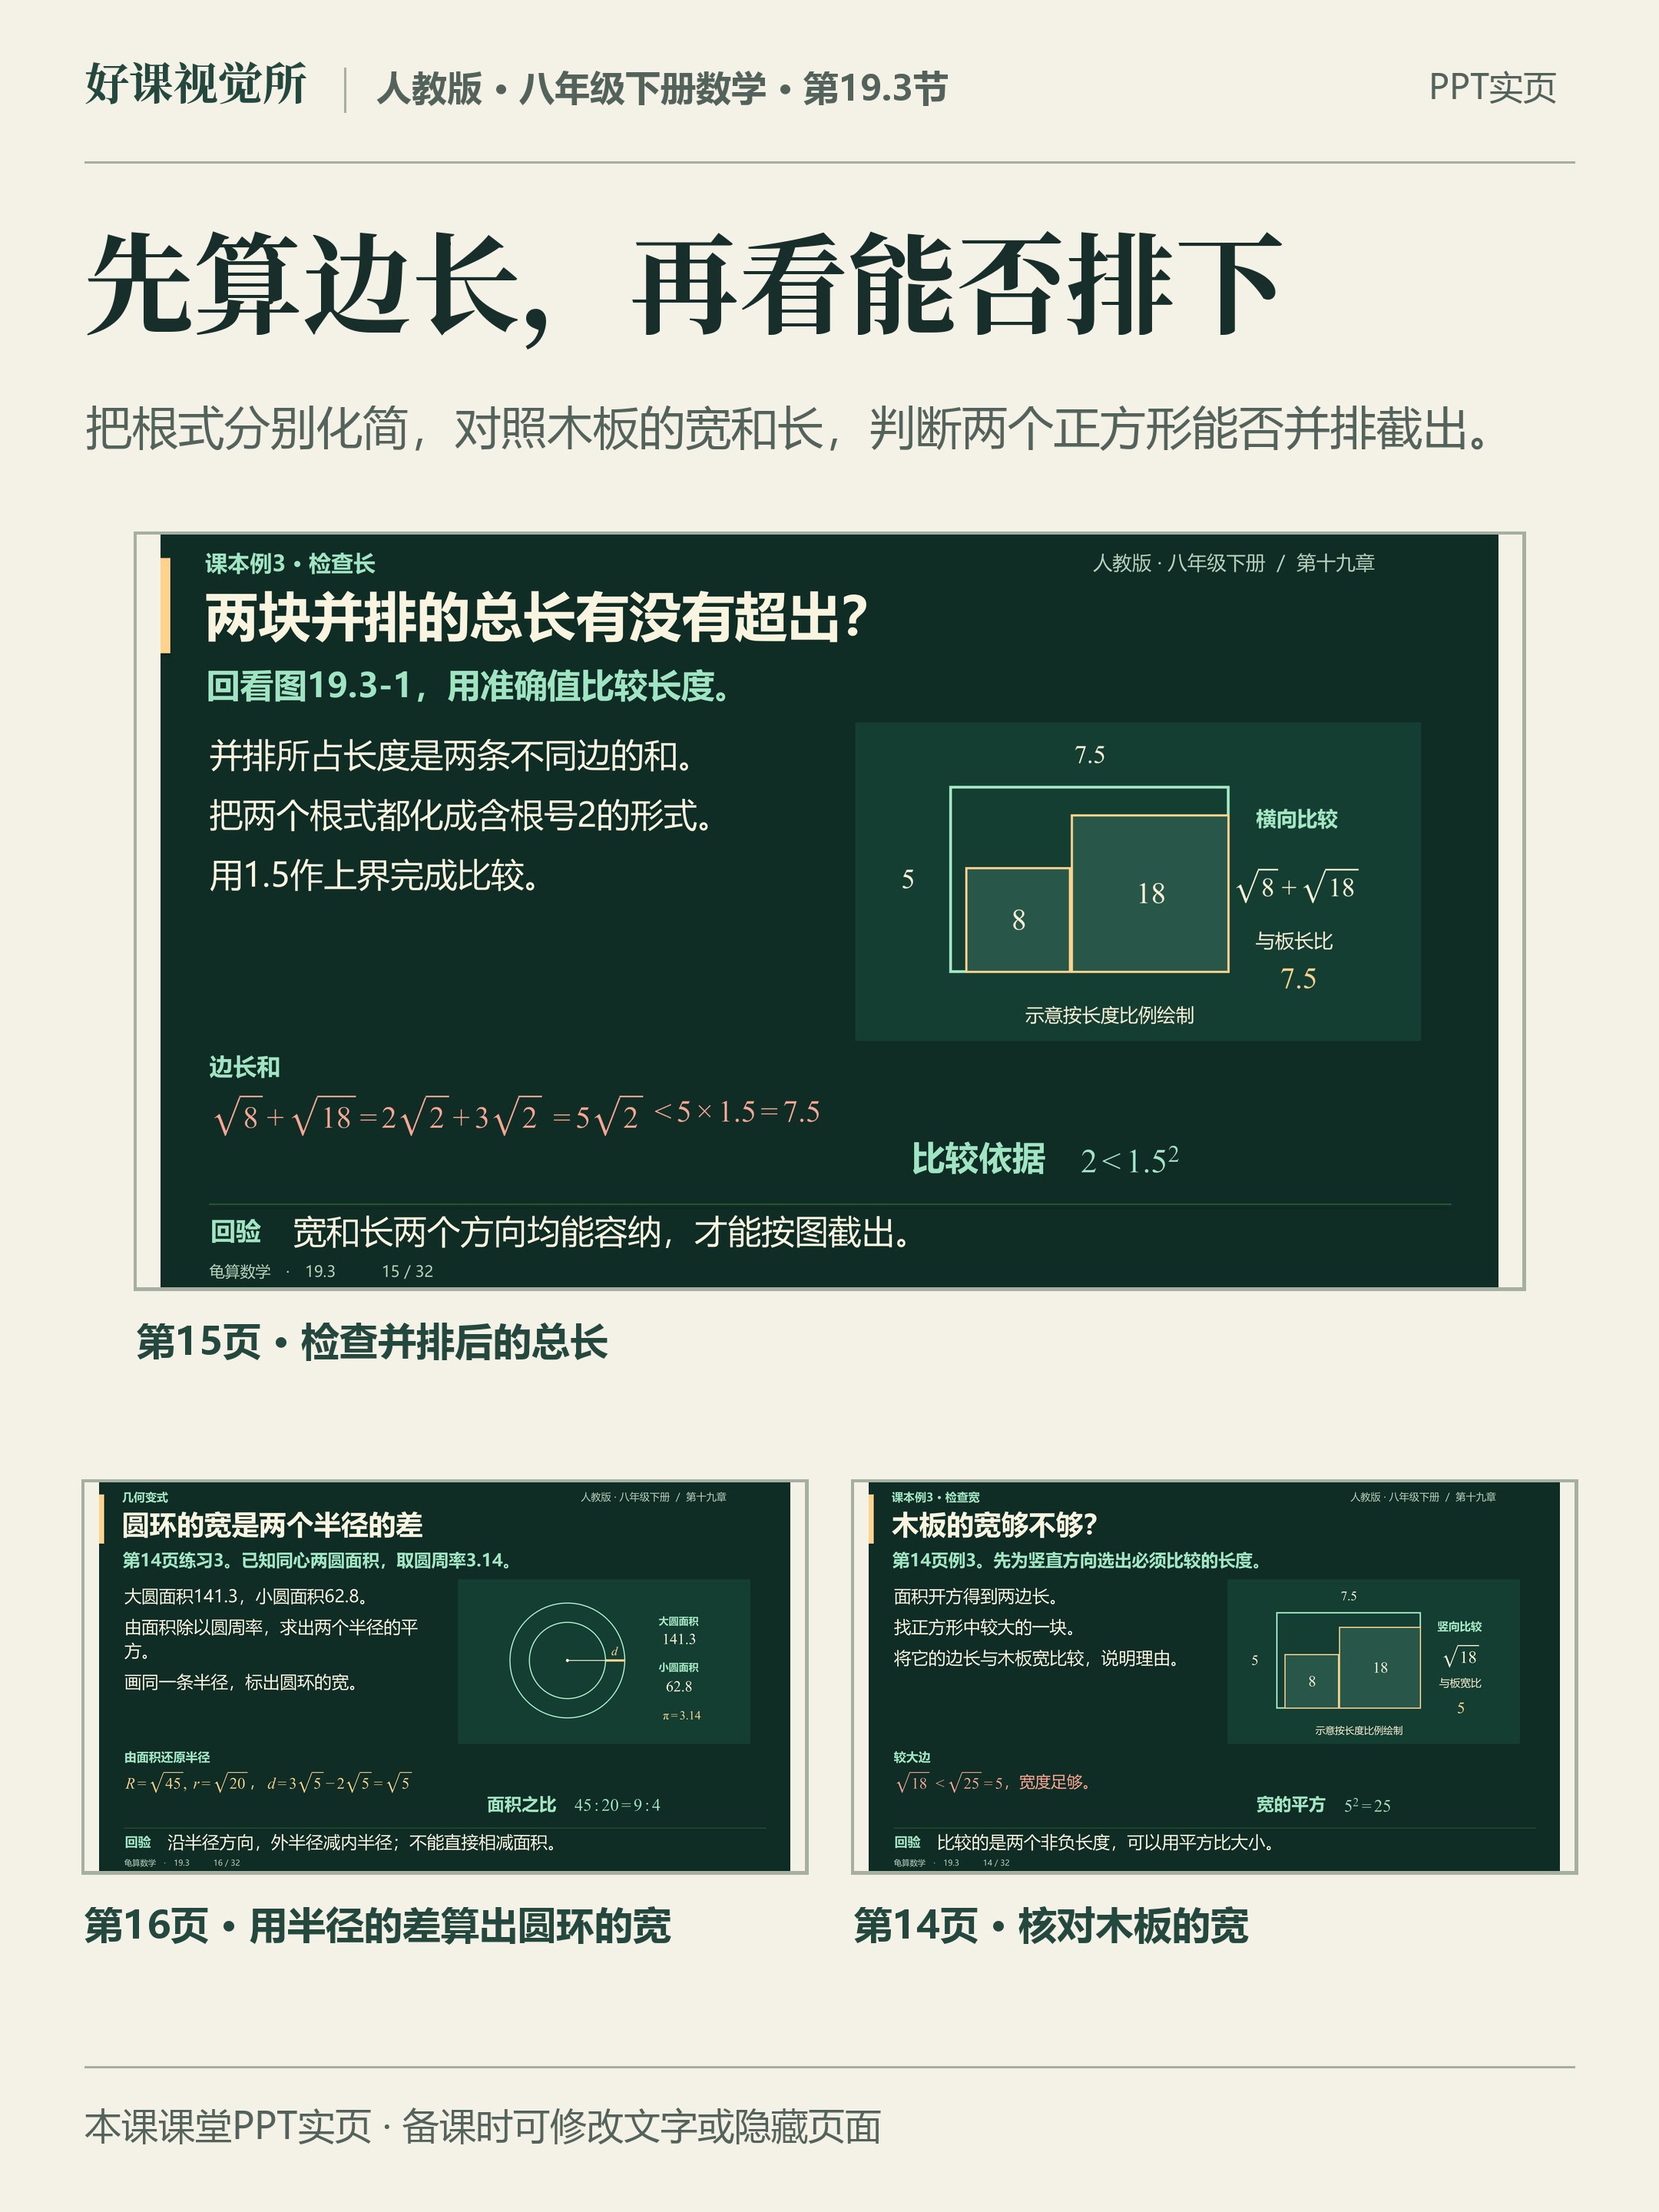 好课视觉所
人教版·八年级下册数学·第19.3节
PPT实页
先算边长，再看能否排下
把根式分别化简，对照木板的宽和长，判断两个正方形能否并排截出。
课本例3·检查长
人教版·八年级下册 / 第十九章
两块并排的总长有没有超出？
回看图19.3-1，用准确值比较长度。
并排所占长度是两条不同边的和。
把两个根式都化成含根号2的形式。
用1.5作上界完成比较。
7.5
5
8
18
横向比较
√8+√18
与板长比
7.5
示意按长度比例绘制
边长和
√8+√18=2√2+3√2=5√2<5×1.5=7.5
比较依据 2<1.5²
回验 宽和长两个方向均能容纳，才能按图截出。
龟算数学 · 19.3 15 / 32
第15页·检查并排后的总长
几何变式
人教版·八年级下册 / 第十九章
圆环的宽是两个半径的差
第14页练习3。已知同心两圆面积，取圆周率3.14。
大圆面积141.3，小圆面积62.8。
由面积除以圆周率，求出两个半径的平
方。
画同一条半径，标出圆环的宽。
d
大圆面积
141.3
小圆面积
62.8
π=3.14
由面积还原半径
R=√45, r=√20, d=3√5−2√5=√5
面积之比 45:20=9:4
回验 沿半径方向，外半径减内半径；不能直接相减面积。
龟算数学 · 19.3 16 / 32
第16页·用半径的差算出圆环的宽
课本例3·检查宽
人教版·八年级下册 / 第十九章
木板的宽够不够？
第14页例3。先为竖直方向选出必须比较的长度。
面积开方得到两边长。
找正方形中较大的一块。
将它的边长与木板宽比较，说明理由。
7.5
5
8
18
竖向比较
√18
与板宽比
5
示意按长度比例绘制
较大边
√18<√25=5，宽度足够。
宽的平方 5²=25
回验 比较的是两个非负长度，可以用平方比大小。
龟算数学 · 19.3 14 / 32
第14页·核对木板的宽
本课课堂PPT实页·备课时可修改文字或隐藏页面